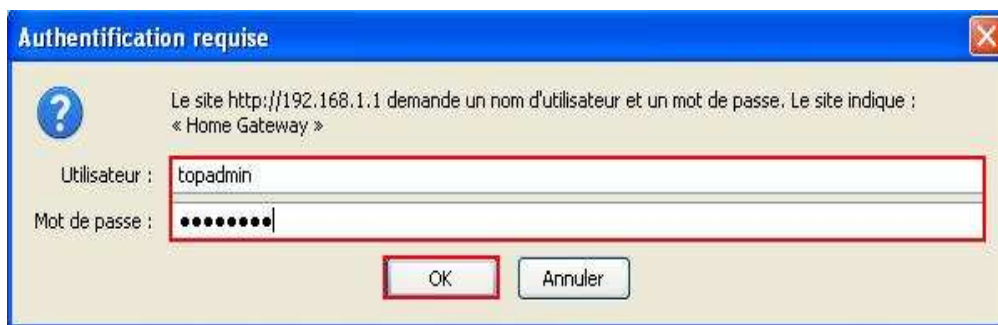 Authentification requise
Le site http://192.168.1.1 demande un nom d'utilisateur et un mot de passe. Le site indique :
« Home Gateway »
Utilisateur : topadmin
Mot de passe : ●●●●●●●●
OK Annuler